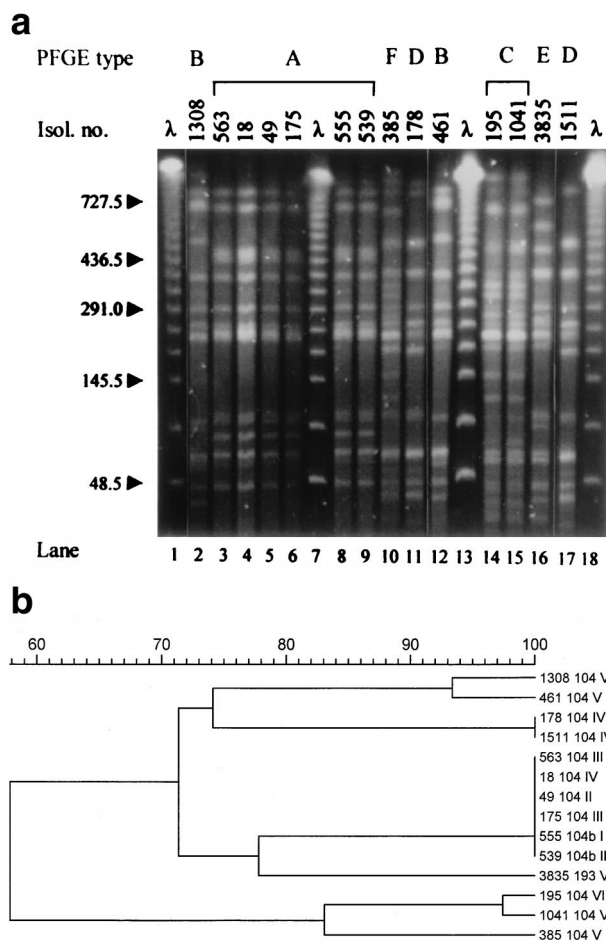 a
PFGE type B A F D B C E D
Isol. no. λ 1308 563 18 49 175 λ 555 539 385 178 461 λ 195 1041 3835 1511 λ
727.5
436.5
291.0
145.5
48.5
Lane 1 2 3 4 5 6 7 8 9 10 11 12 13 14 15 16 17 18
b
60 70 80 90 100
1308 104 V
461 104 V
178 104 IV
1511 104 IV
563 104 III
18 104 IV
49 104 II
175 104 III
555 104b I
539 104b II
3835 193 V
195 104 VI
1041 104 V
385 104 V